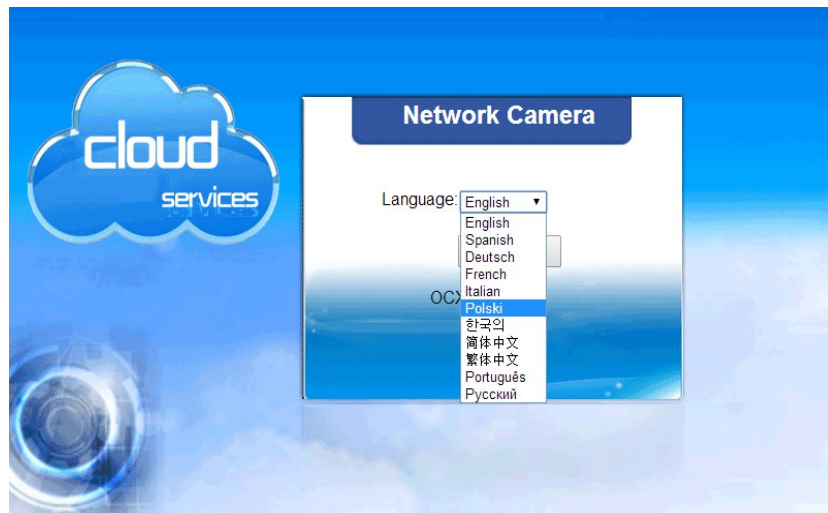 cloud
services
Network Camera
Language: English
English
Spanish
Deutsch
French
Italian
Polski
한국의
简体中文
繁体中文
Português
Русский